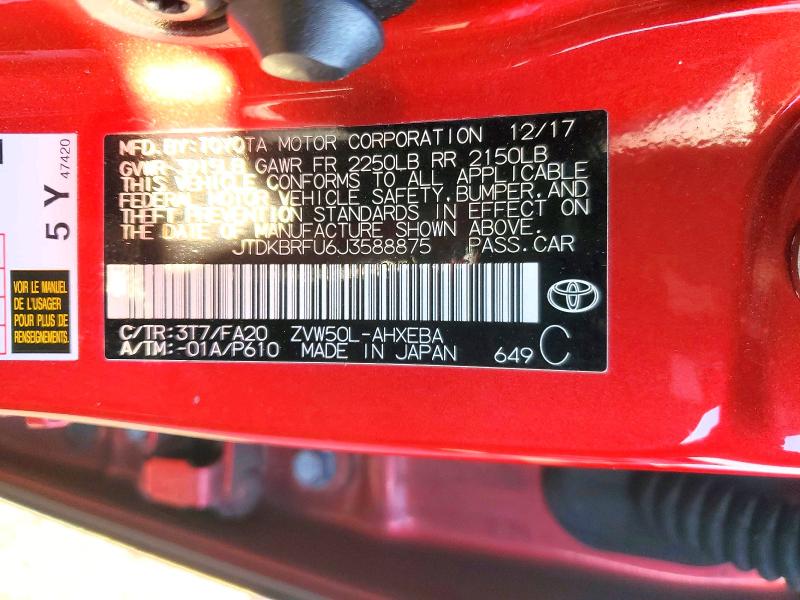 MFD. BY: TOYOTA MOTOR CORPORATION 12/17
GVWR 3915LB GAWR FR 2250LB RR 2150LB
THIS VEHICLE CONFORMS TO ALL APPLICABLE
FEDERAL MOTOR VEHICLE SAFETY, BUMPER, AND
THEFT PREVENTION STANDARDS IN EFFECT ON
THE DATE OF MANUFACTURE SHOWN ABOVE.
JTDKBRFU6J3588875 PASS.CAR
C/TR: 3T7/FA20 ZVW50L-AHXEBA
A/TM: -01A/P610 MADE IN JAPAN 649 C
5 Y 47420
VOIR LE MANUEL
DE L'USAGER
POUR PLUS DE
RENSEIGNEMENTS